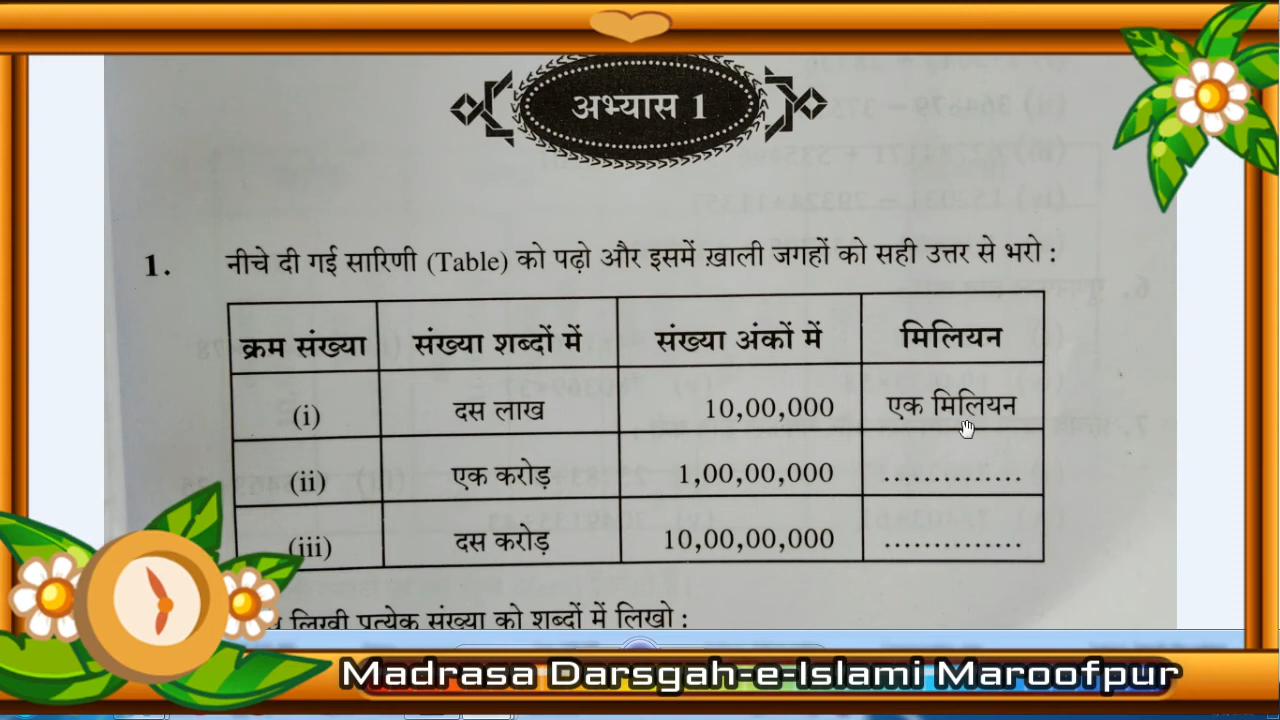 अभ्यास 1
1. नीचे दी गई सारिणी (Table) को पढ़ो और इसमें ख़ाली जगहों को सही उत्तर से भरो :
क्रम संख्या संख्या शब्दों में संख्या अंकों में मिलियन
(i) दस लाख 10,00,000 एक मिलियन
(ii) एक करोड़ 1,00,00,000 ..............
(iii) दस करोड़ 10,00,00,000 ..............
लिखी प्रत्येक संख्या को शब्दों में लिखो :
Madrasa Darsgah-e-Islami Maroofpur